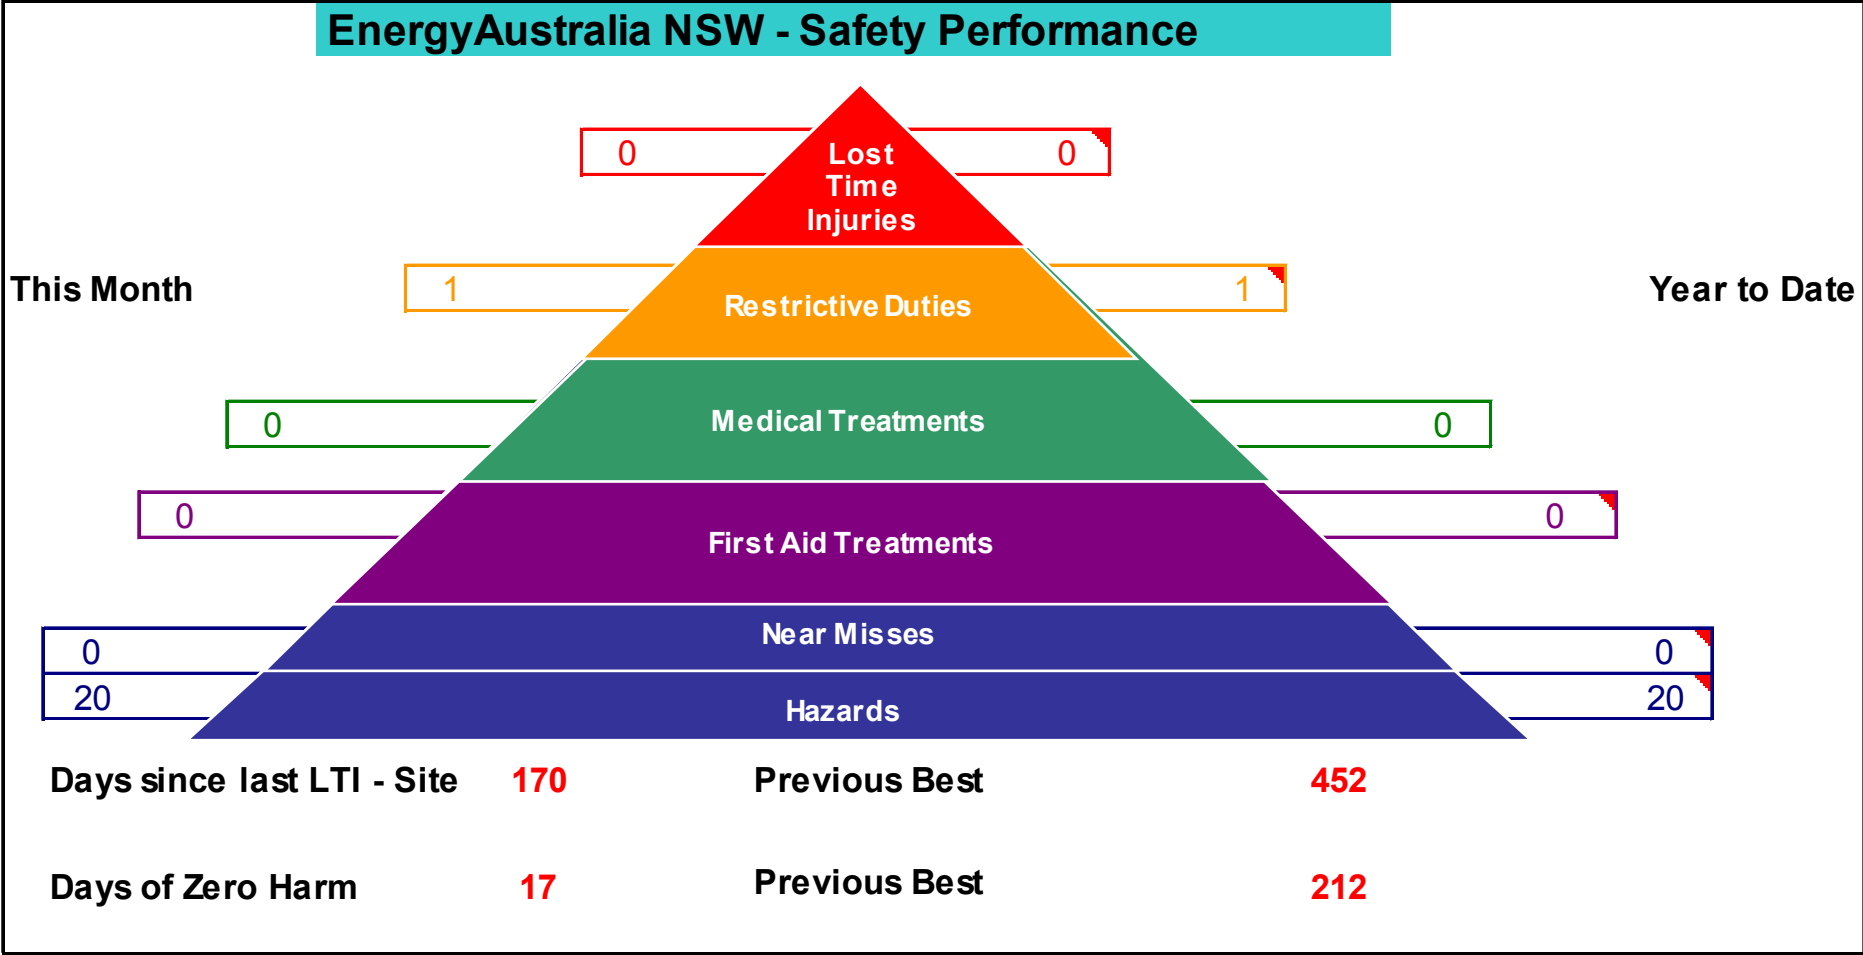 EnergyAustralia NSW - Safety Performance
0 Lost 0
Time
Injuries
This Month 1 Restrictive Duties 1 Year to Date
0 Medical Treatments 0
0 First Aid Treatments 0
0 Near Misses 0
20 Hazards 20
Days since last LTI - Site 170 Previous Best 452
Days of Zero Harm 17 Previous Best 212